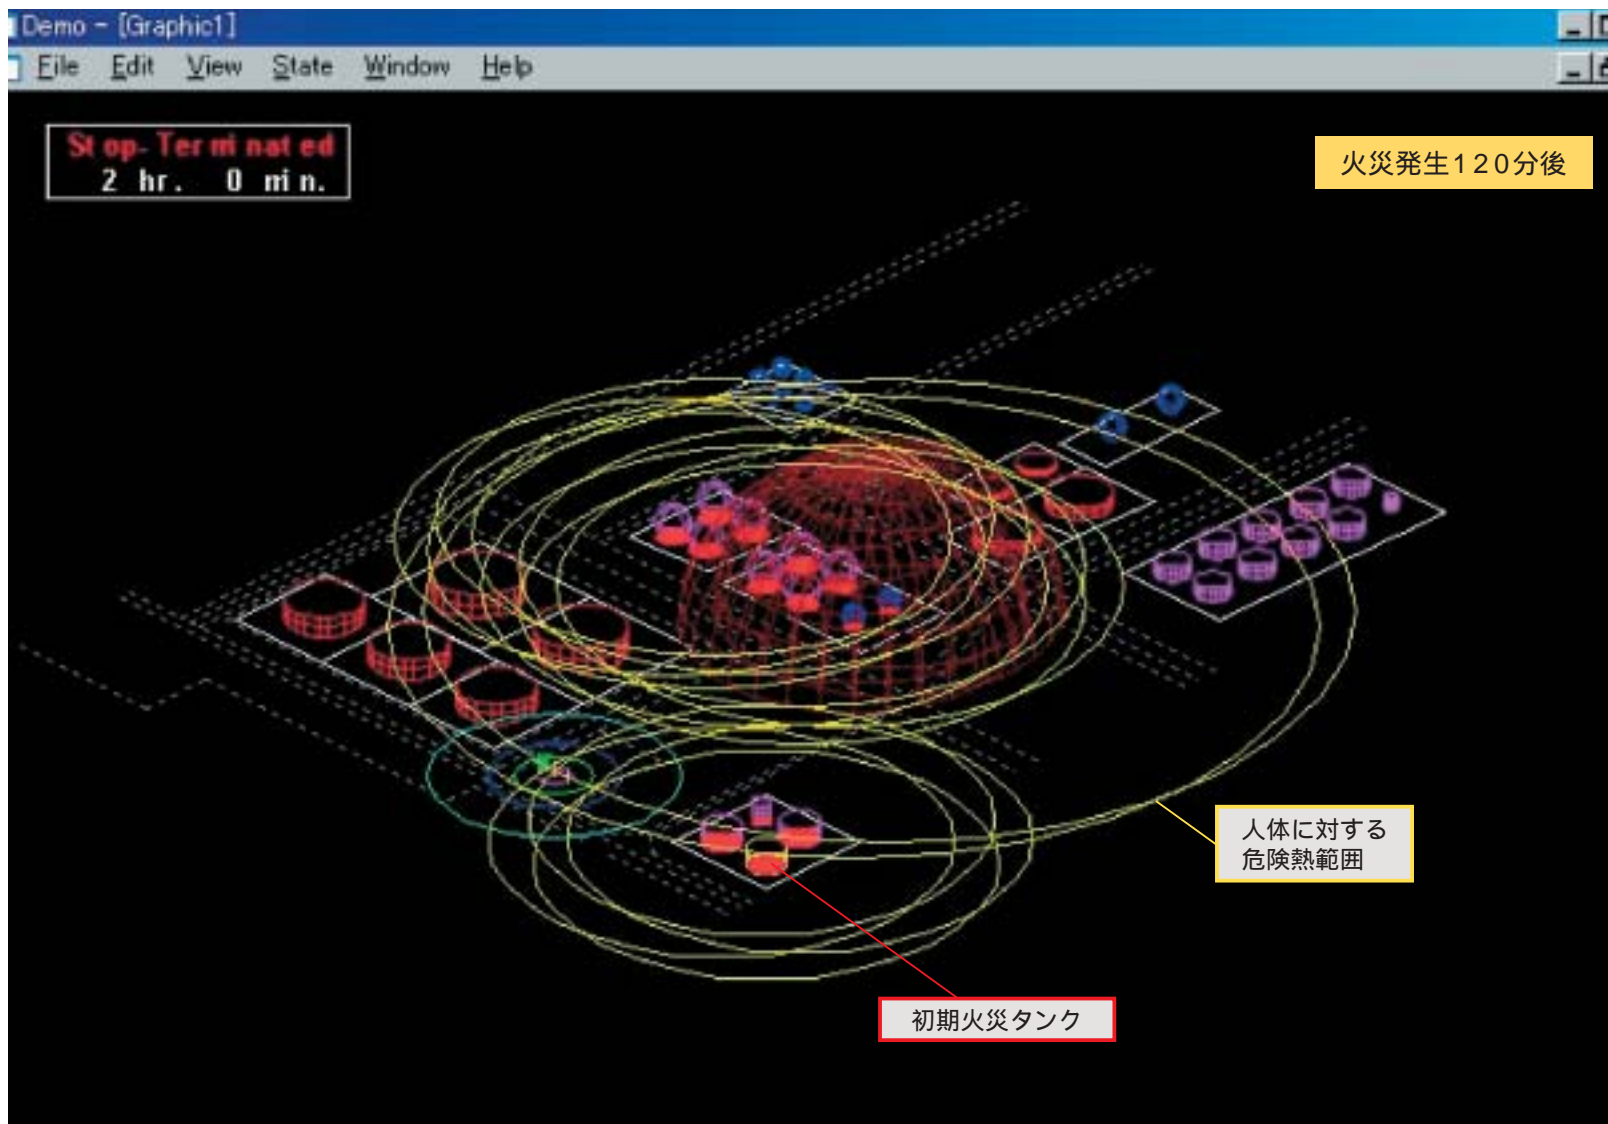 Demo - [Graphic1]
File Edit View State Window Help
Stop-Terminated
2 hr. 0 min.
火災発生120分後
人体に対する
危険熱範囲
初期火災タンク